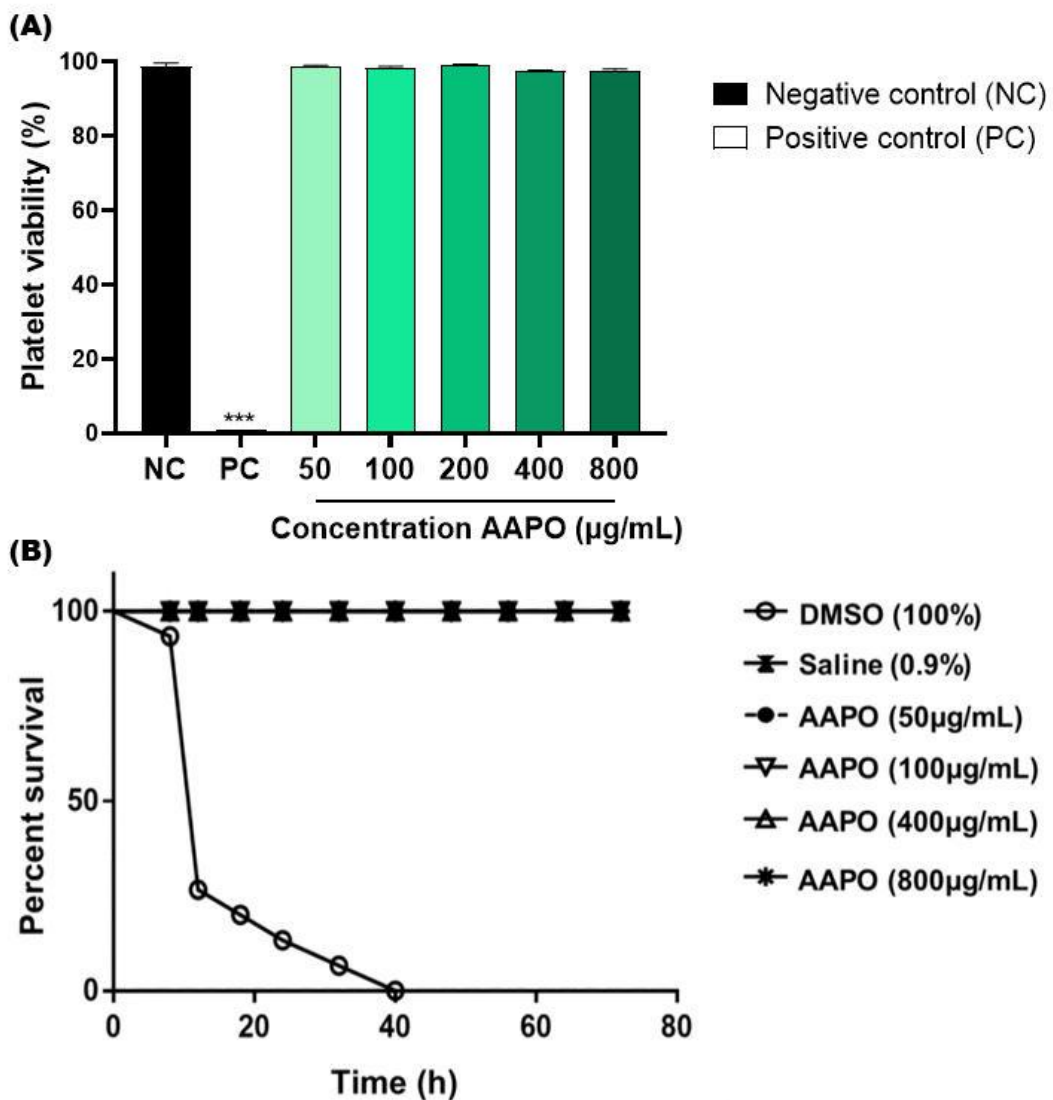 (A)
100
80
60
40
20
0
Platelet viability (%)
***
NC PC 50 100 200 400 800
Concentration AAPO (µg/mL)
Negative control (NC)
Positive control (PC)
(B)
100
50
0
Percent survival
0 20 40 60 80
Time (h)
DMSO (100%)
Saline (0.9%)
AAPO (50µg/mL)
AAPO (100µg/mL)
AAPO (400µg/mL)
AAPO (800µg/mL)